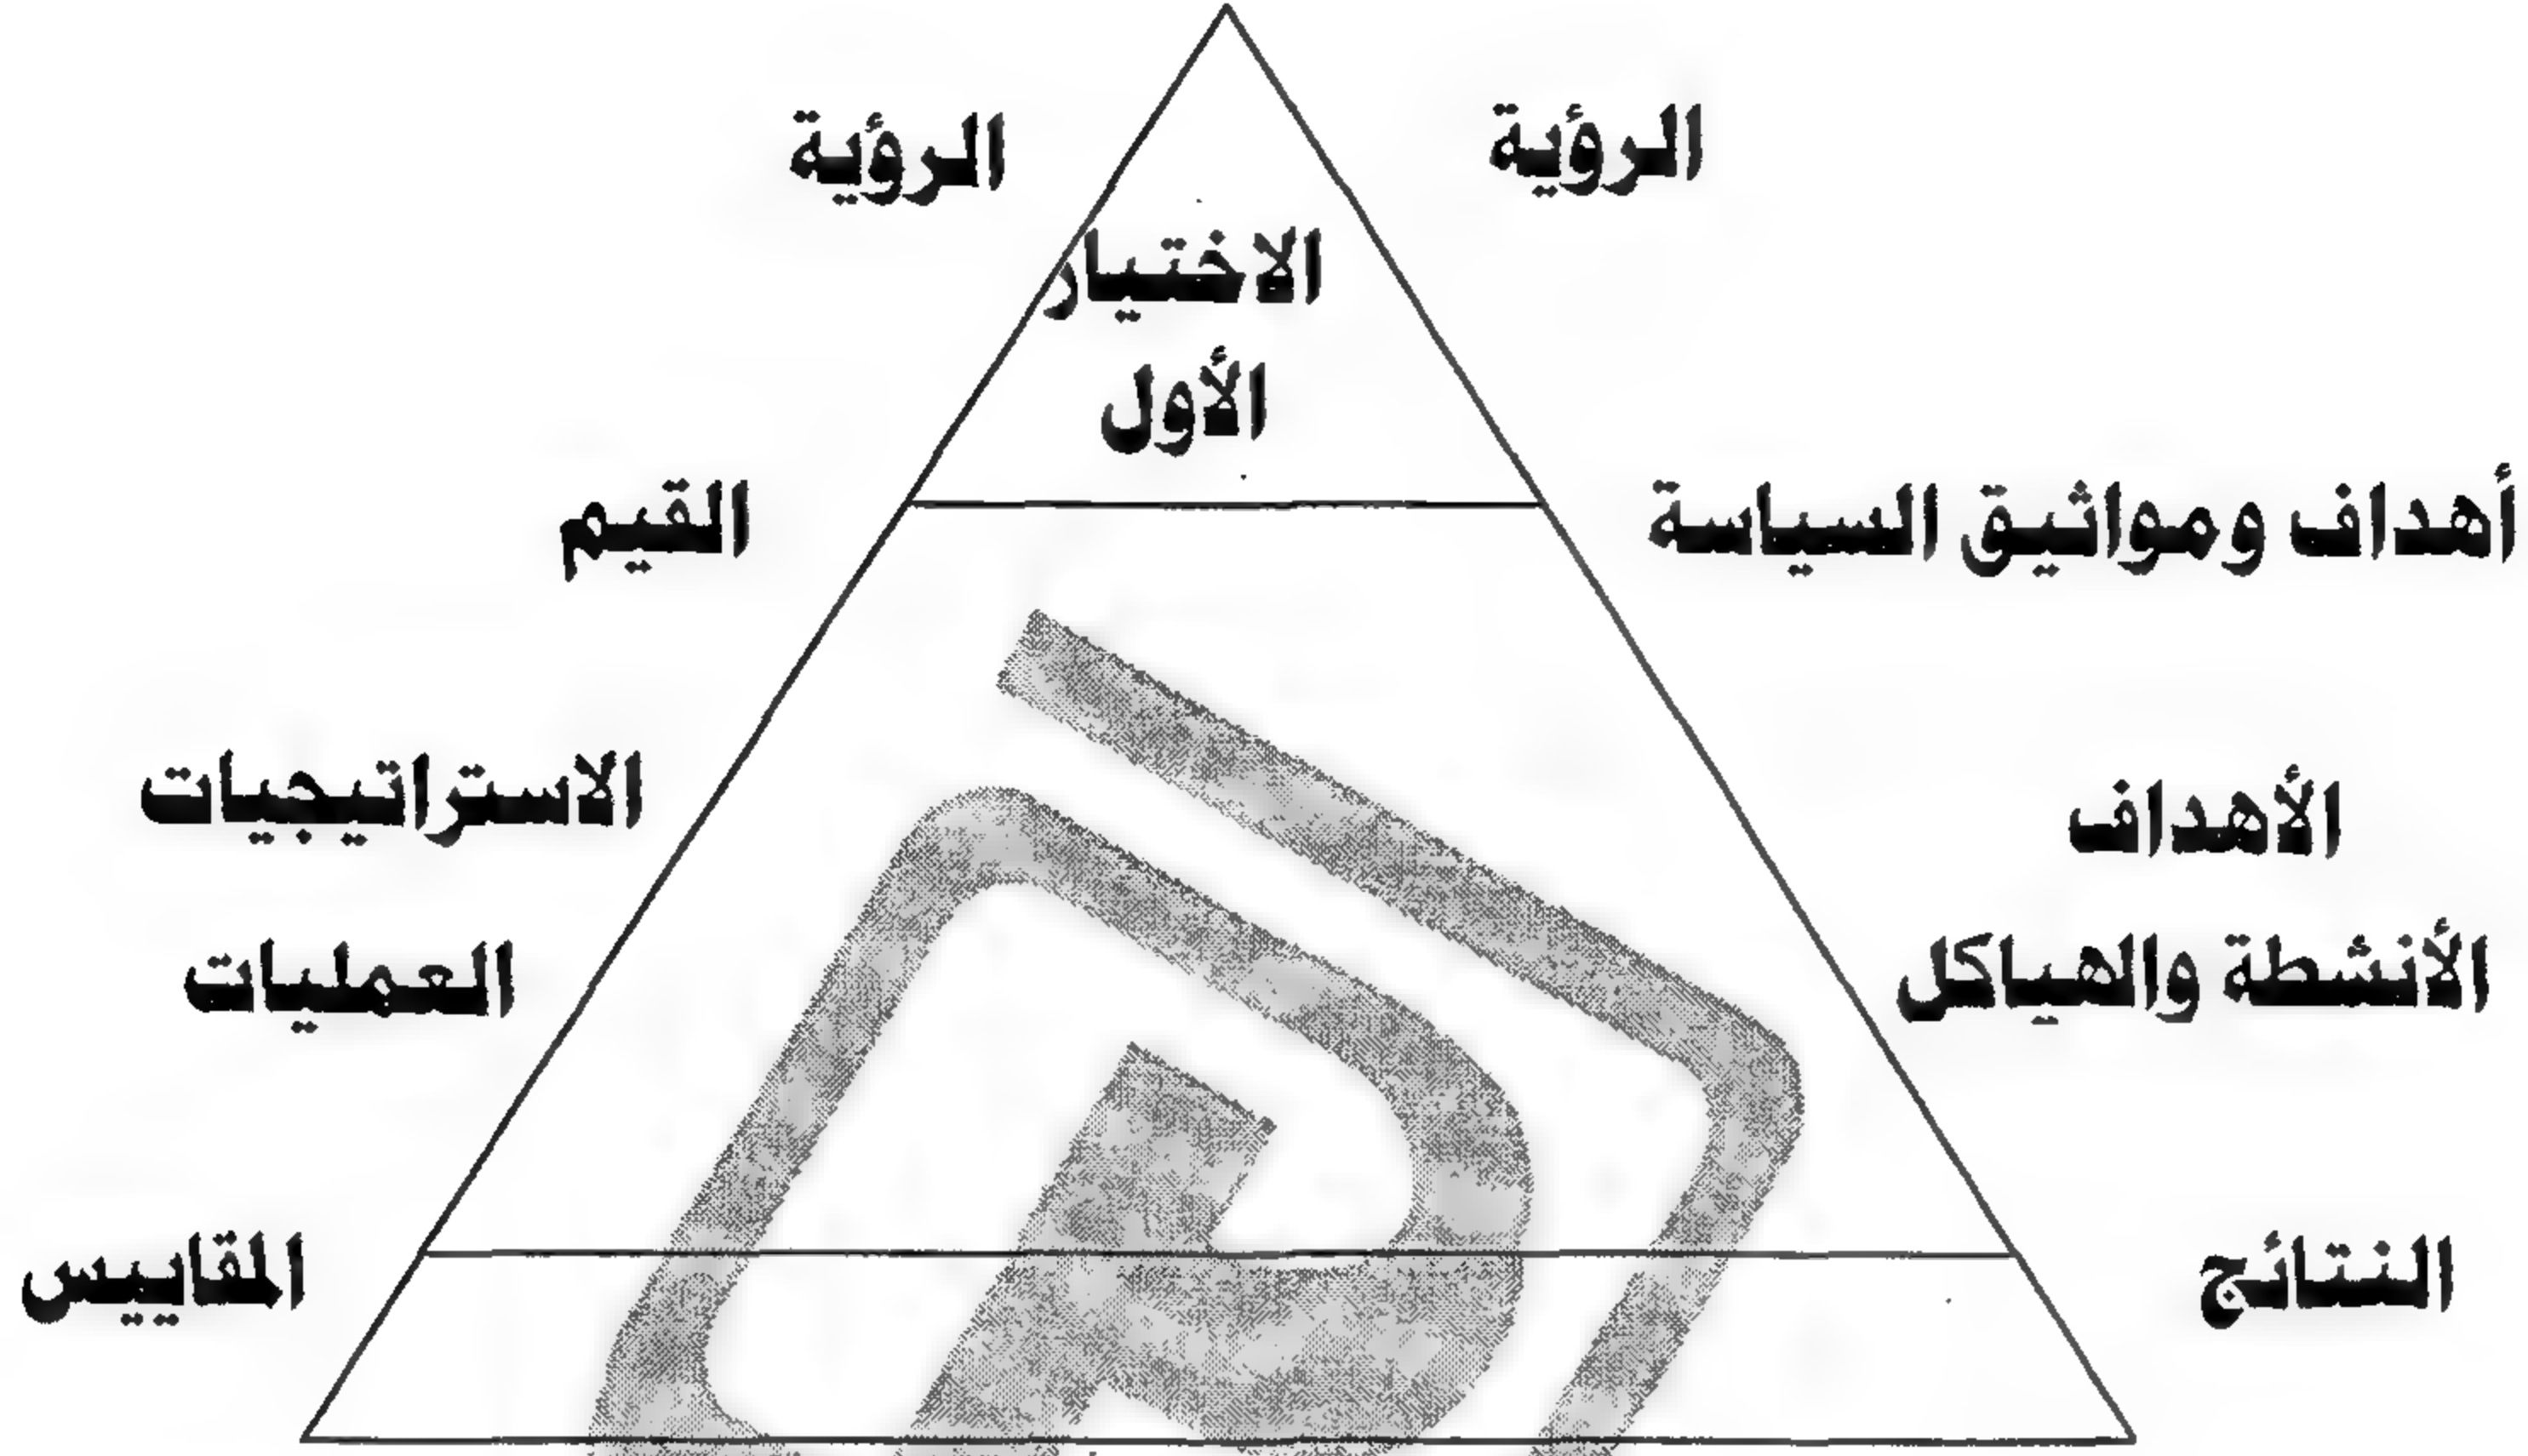 الرؤية
الرؤية
الاختيار
الأول
أهداف ومواثيق السياسة
القيم
الأهداف
الاستراتيجيات
الأنشطة والهياكل
العمليات
النتائج
المقاييس